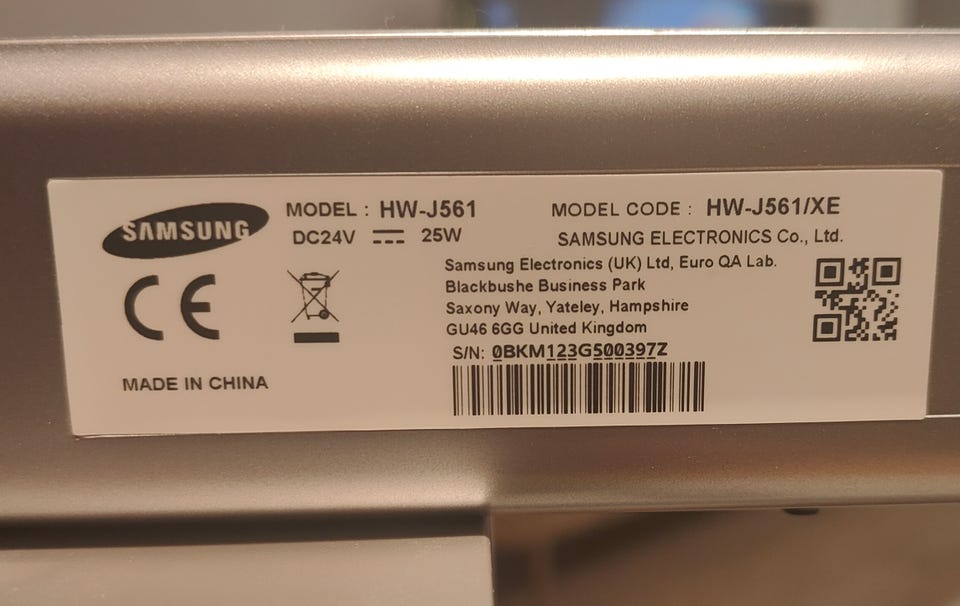 SAMSUNG
MODEL : HW-J561
MODEL CODE : HW-J561/XE
DC24V 25W
SAMSUNG ELECTRONICS Co., Ltd.
Samsung Electronics (UK) Ltd, Euro QA Lab.
Blackbushe Business Park
Saxony Way, Yateley, Hampshire
GU46 6GG United Kingdom
CE
S/N: 0BKM123G500397Z
MADE IN CHINA